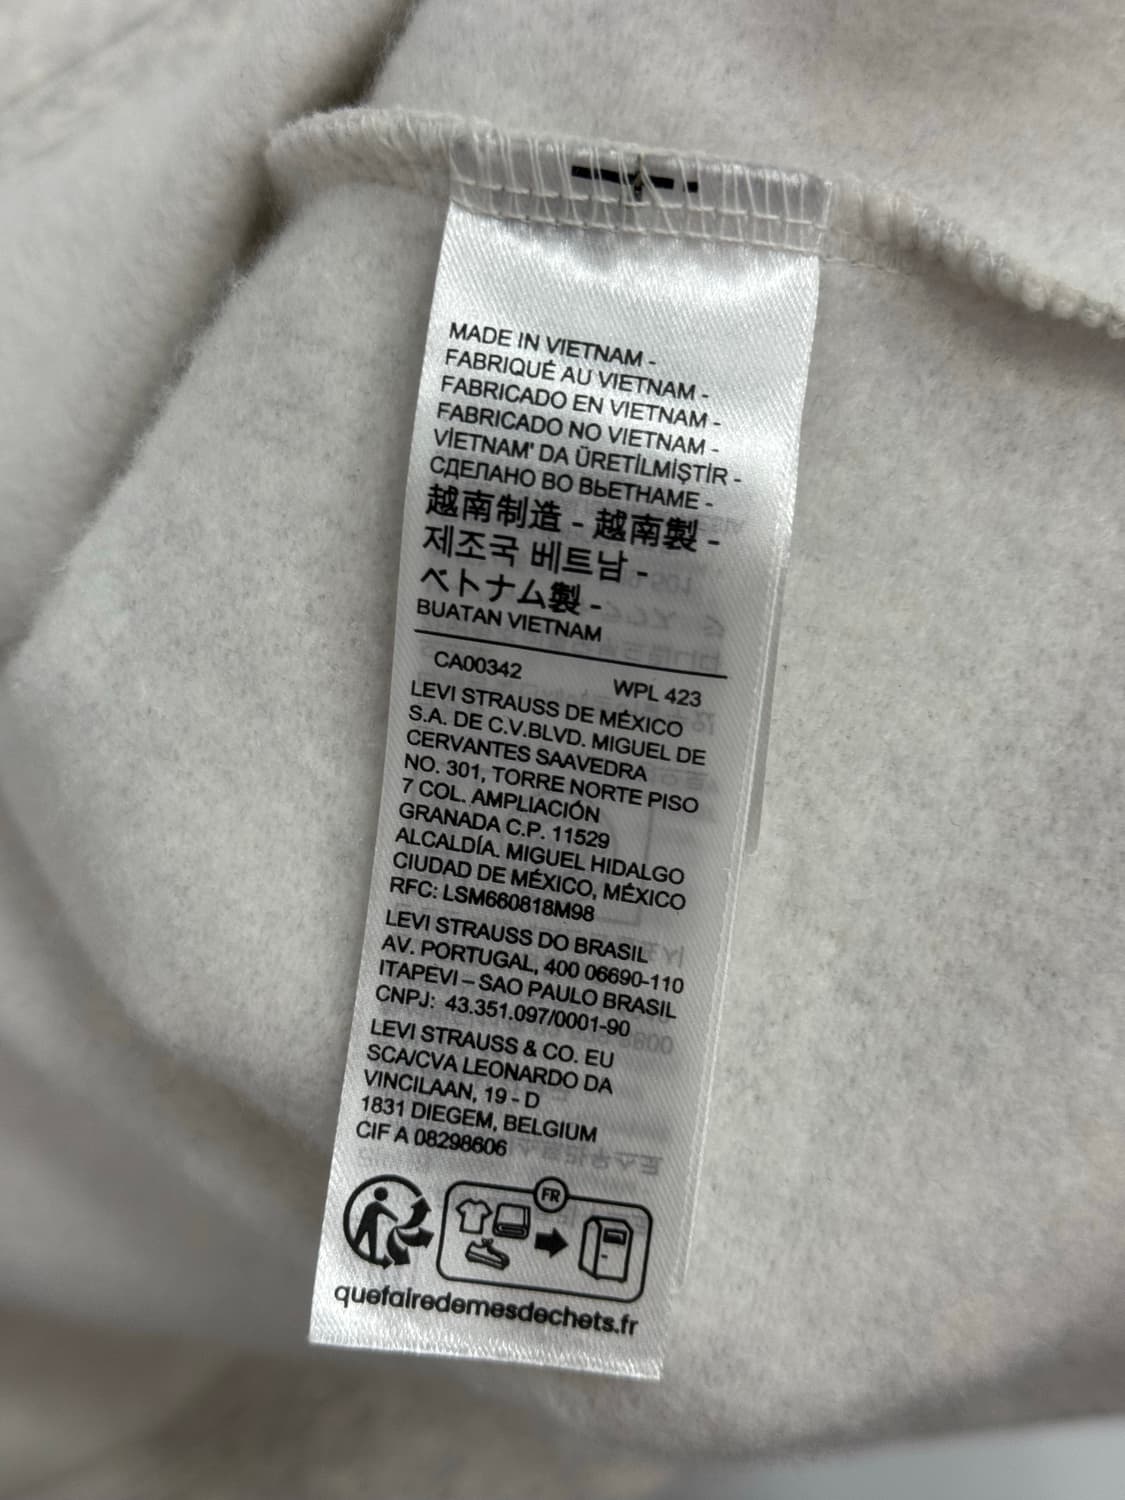 MADE IN VIETNAM -
FABRIQUÉ AU VIETNAM -
FABRICADO EN VIETNAM -
FABRICADO NO VIETNAM -
VİETNAM' DA ÜRETİLMİŞTİR -
СДЕЛАНО ВО ВЬЕТНАМЕ -
越南制造 - 越南製 -
제조국 베트남 -
ベトナム製 -
BUATAN VIETNAM
CA00342 WPL 423
LEVI STRAUSS DE MÉXICO
S.A. DE C.V.BLVD. MIGUEL DE
CERVANTES SAAVEDRA
NO. 301, TORRE NORTE PISO
7 COL. AMPLIACIÓN
GRANADA C.P. 11529
ALCALDÍA. MIGUEL HIDALGO
CIUDAD DE MÉXICO, MÉXICO
RFC: LSM660818M98
LEVI STRAUSS DO BRASIL
AV. PORTUGAL, 400 06690-110
ITAPEVI – SAO PAULO BRASIL
CNPJ: 43.351.097/0001-90
LEVI STRAUSS & CO. EU
SCA/CVA LEONARDO DA
VINCILAAN, 19 - D
1831 DIEGEM, BELGIUM
CIF A 08298606
FR
quefairedemesdechets.fr